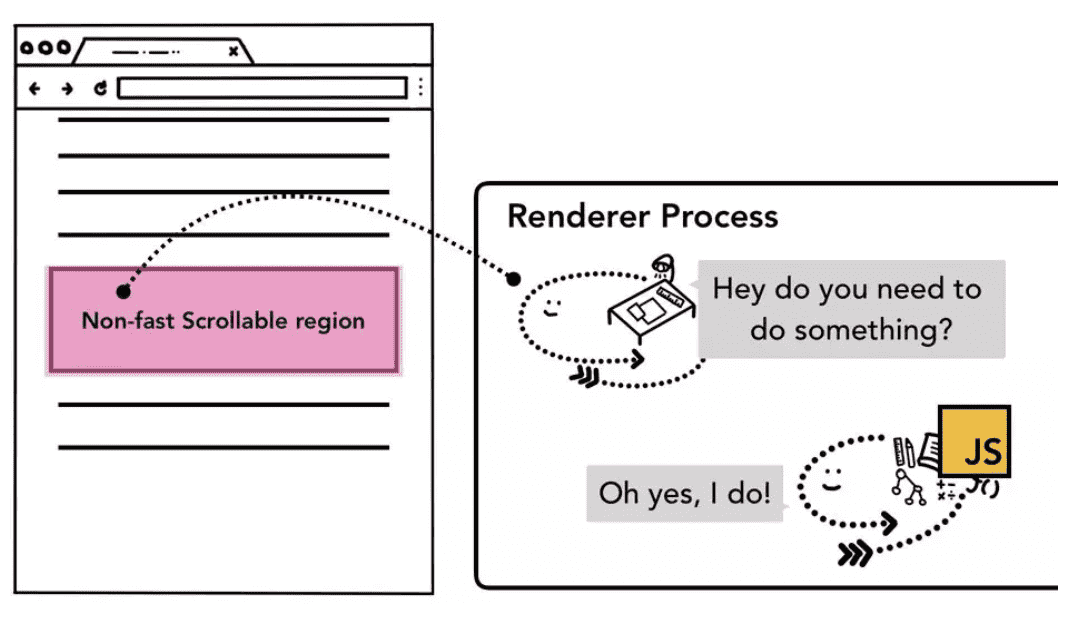 Non-fast Scrollable region
Renderer Process
Hey do you need to
do something?
Oh yes, I do!
JS